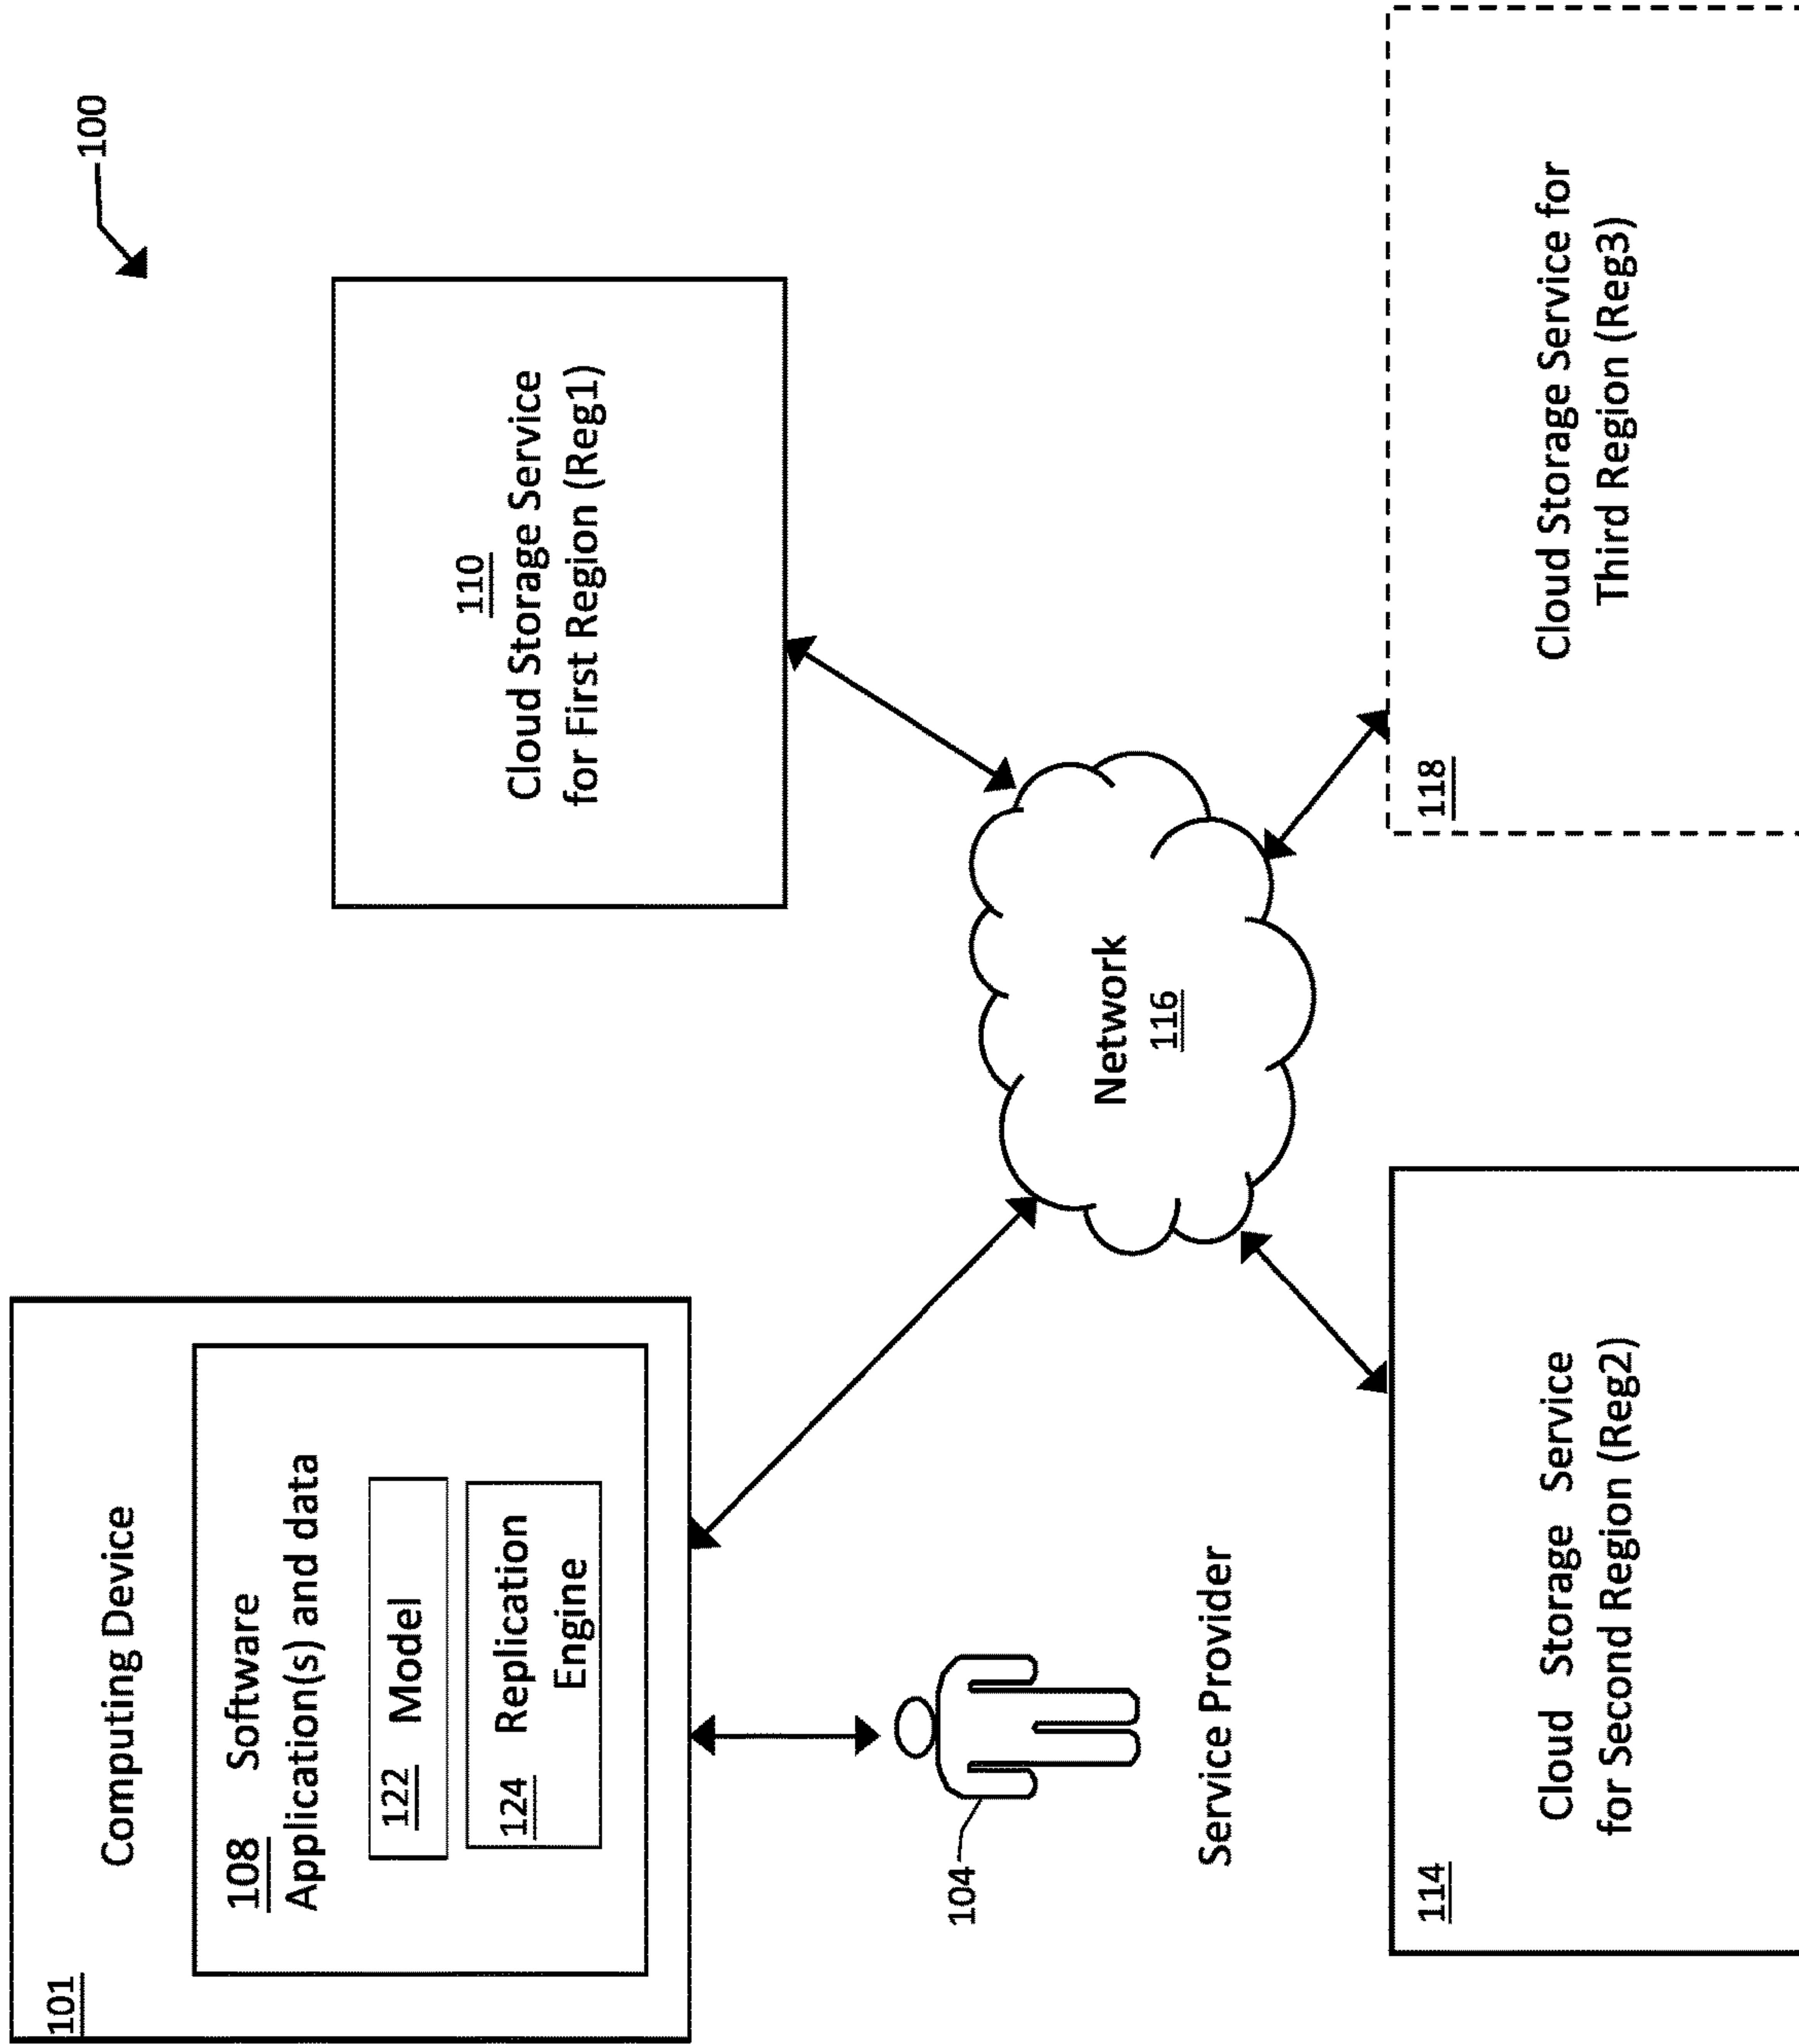 100
101
Computing Device
108 Software
Application(s) and data
122 Model
124 Replication
Engine
110
Cloud Storage Service
for First Region (Reg1)
104
Service Provider
Network
116
114
Cloud Storage Service
for Second Region (Reg2)
118
Cloud Storage Service for
Third Region (Reg3)